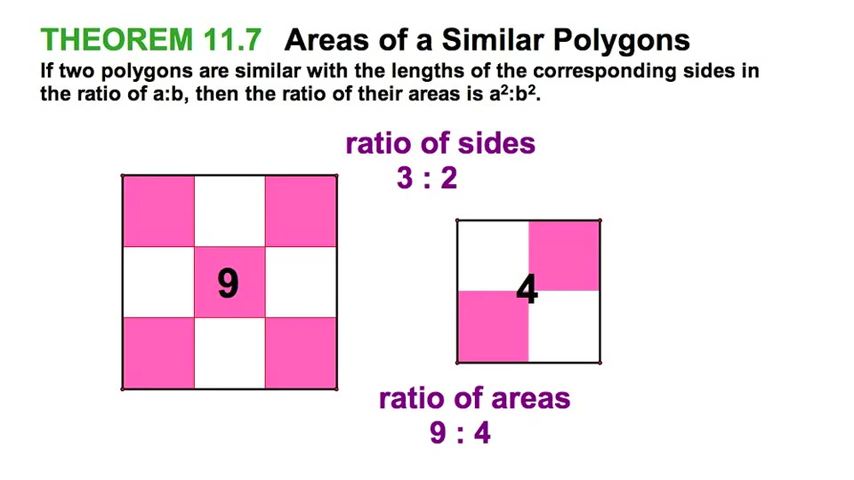 THEOREM 11.7 Areas of a Similar Polygons
If two polygons are similar with the lengths of the corresponding sides in
the ratio of a:b, then the ratio of their areas is a²:b².
ratio of sides
3 : 2
9
4
ratio of areas
9 : 4